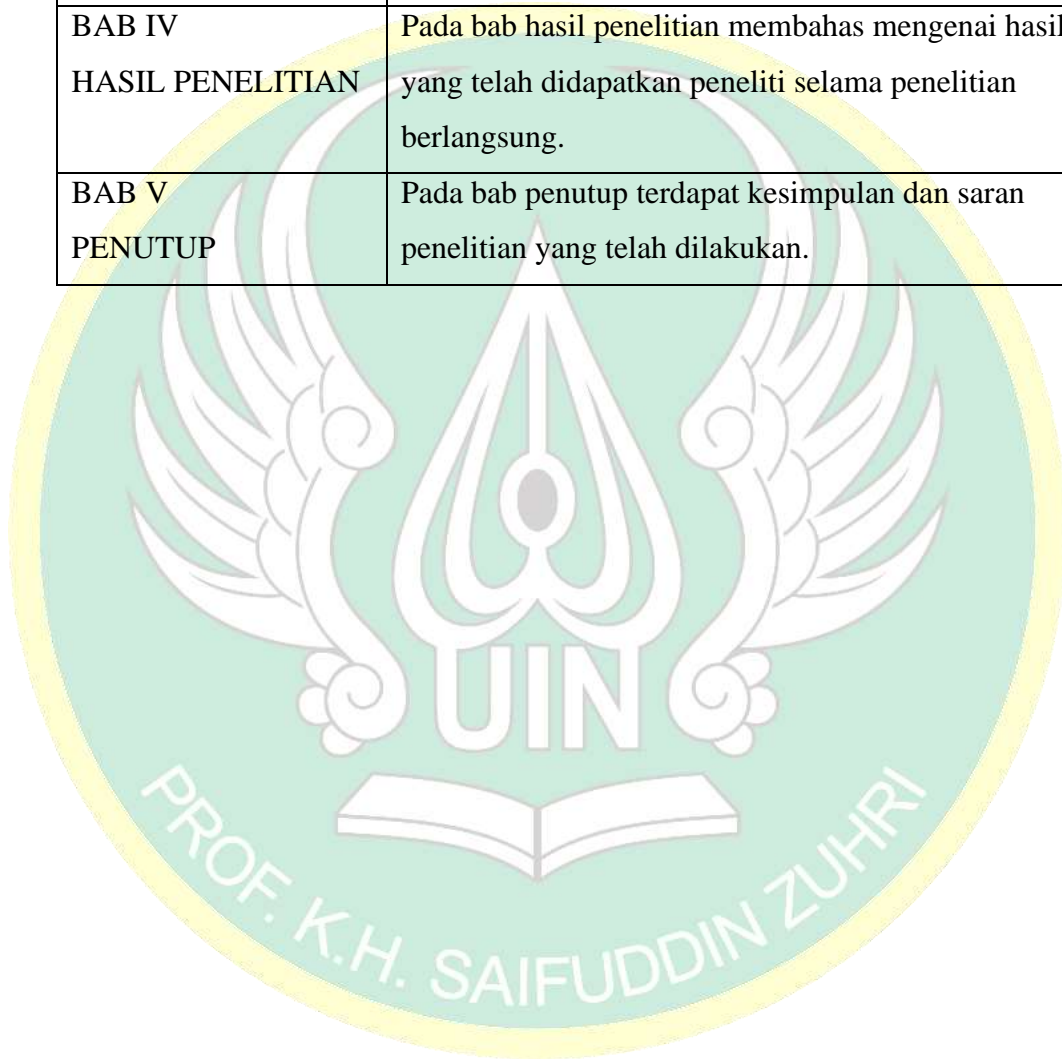 BAB IV
HASIL PENELITIAN
Pada bab hasil penelitian membahas mengenai hasil
yang telah didapatkan peneliti selama penelitian
berlangsung.
BAB V
PENUTUP
Pada bab penutup terdapat kesimpulan dan saran
penelitian yang telah dilakukan.
UIN
PROF. K.H. SAIFUDDIN ZUHRI